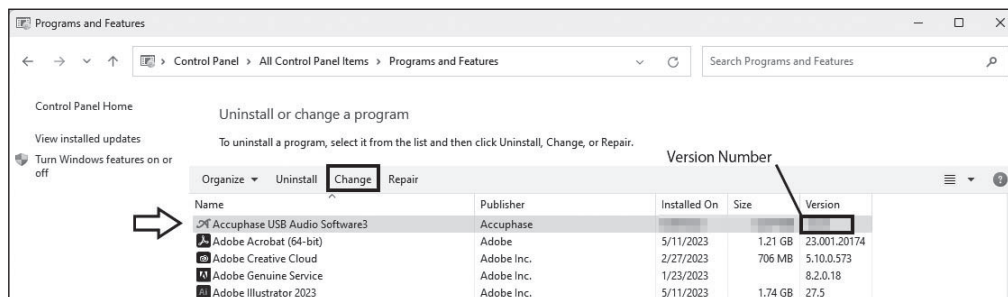 Programs and Features
Control Panel > All Control Panel Items > Programs and Features
Search Programs and Features
Control Panel Home
View installed updates
Turn Windows features on or
off
Uninstall or change a program
To uninstall a program, select it from the list and then click Uninstall, Change, or Repair.
Version Number
Organize Uninstall Change Repair
Name Publisher Installed On Size Version
Accuphase USB Audio Software3 Accuphase
Adobe Acrobat (64-bit) Adobe 5/11/2023 1.21 GB 23.001.20174
Adobe Creative Cloud Adobe Inc. 2/27/2023 706 MB 5.10.0.573
Adobe Genuine Service Adobe Inc. 1/23/2023 8.2.0.18
Ai Adobe Illustrator 2023 Adobe Inc. 5/11/2023 1.74 GB 27.5